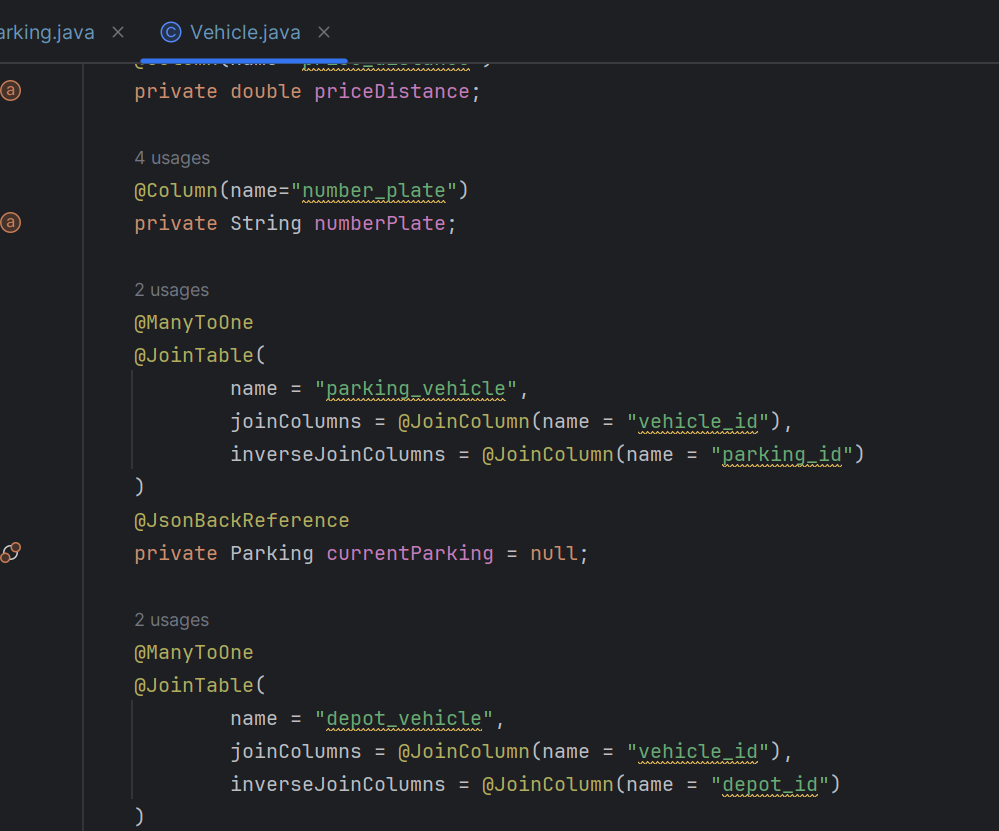 arking.java
Vehicle.java
private double priceDistance;
4 usages
@Column(name="number_plate")
private String numberPlate;
2 usages
@ManyToOne
@JoinTable(
name = "parking_vehicle",
joinColumns = @JoinColumn(name = "vehicle_id"),
inverseJoinColumns = @JoinColumn(name = "parking_id")
)
@JsonBackReference
private Parking currentParking = null;
2 usages
@ManyToOne
@JoinTable(
name = "depot_vehicle",
joinColumns = @JoinColumn(name = "vehicle_id"),
inverseJoinColumns = @JoinColumn(name = "depot_id")
)